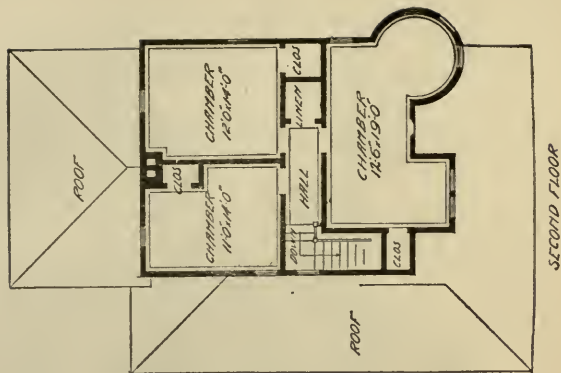 ROOF
CHAMBER
12'0"x14'0"
CLOS
LINEN
CLOS
CHAMBER
11'0"x14'0"
HALL
DOWN
CHAMBER
12'6"x19'0"
CLOS
ROOF
SECOND FLOOR